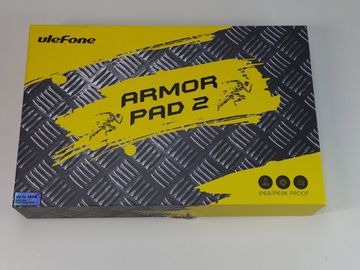 uleFone
ARMOR
PAD 2
IP68/IP69K PROOF